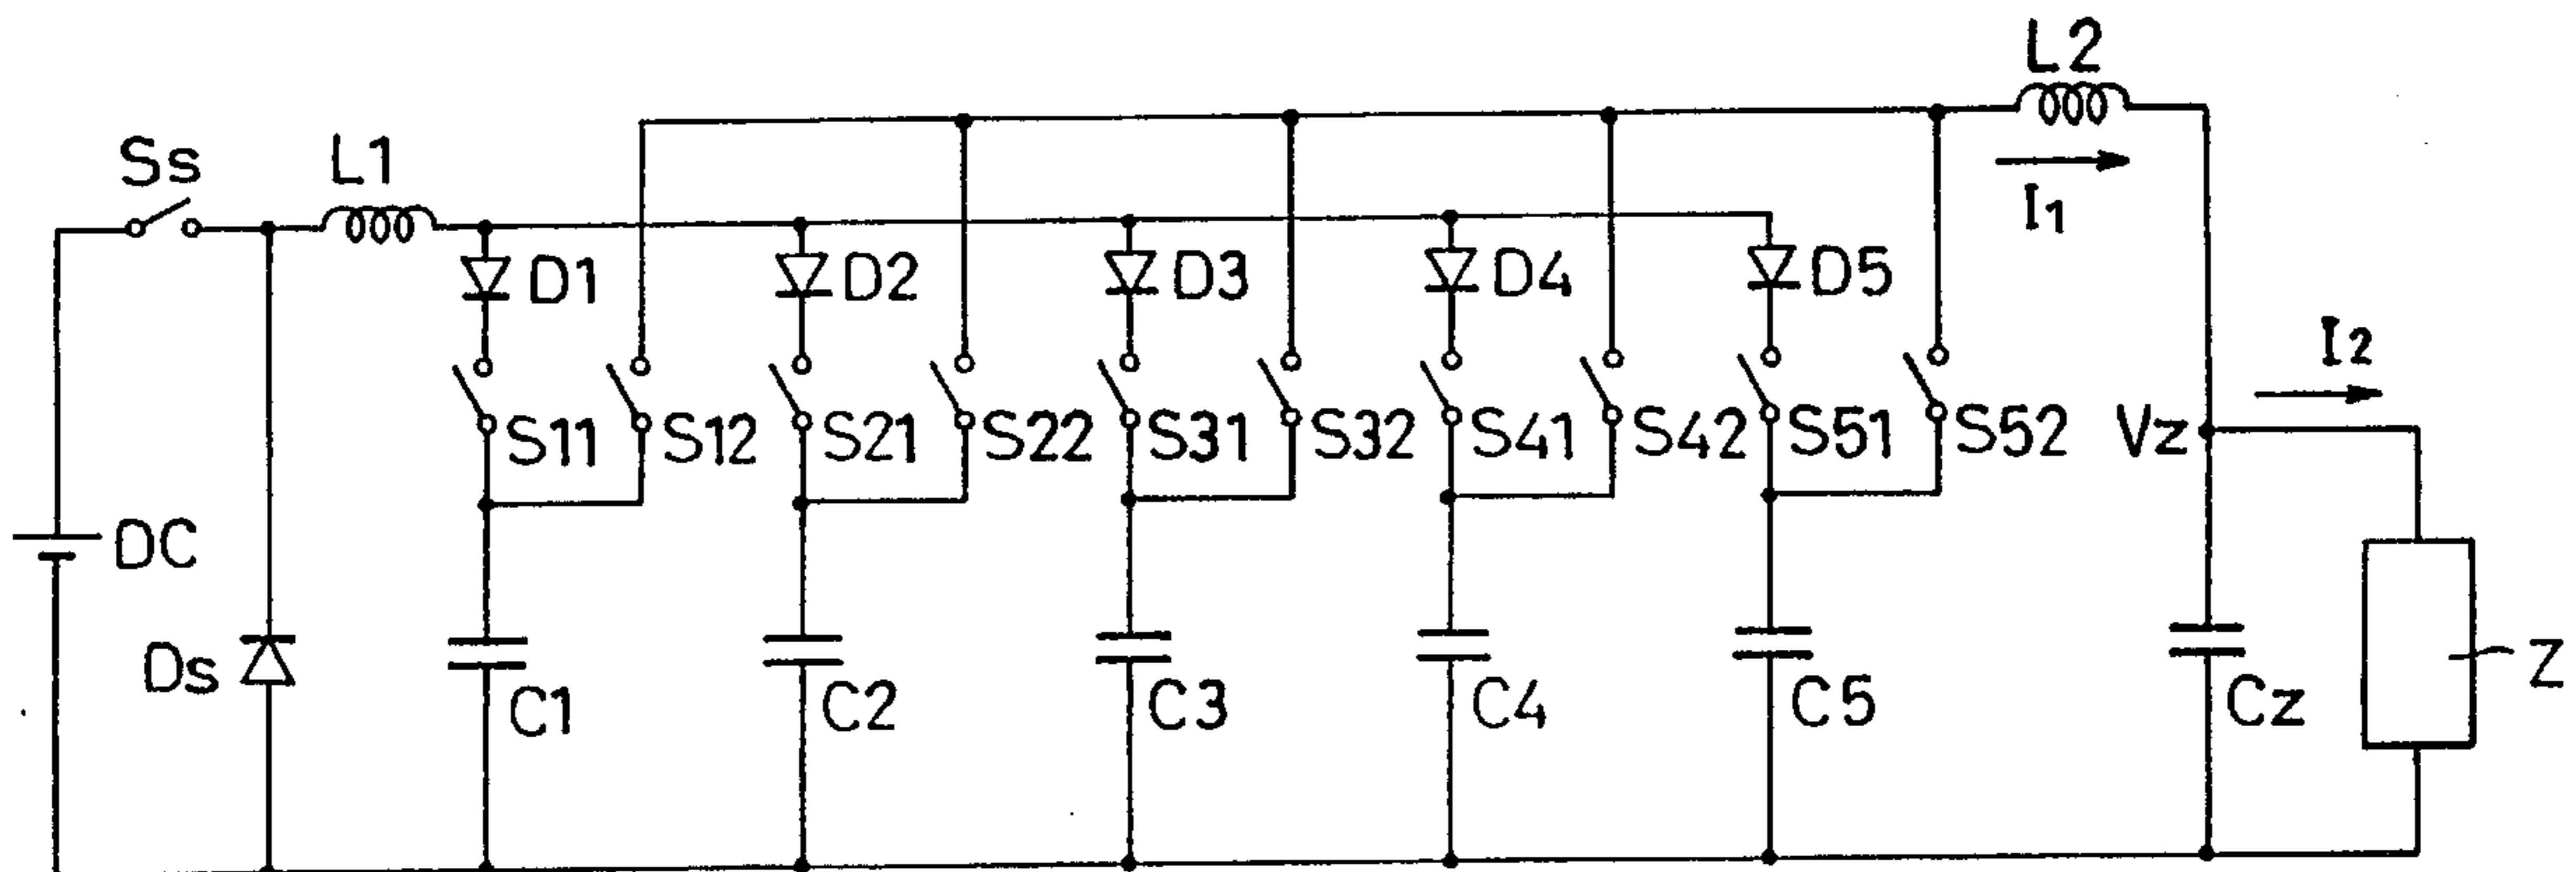 L2
Ss
L1
I1
D1
D2
D3
D4
D5
I2
S11
S12
S21
S22
S31
S32
S41
S42
S51
S52
Vz
DC
Ds
C1
C2
C3
C4
C5
Cz
Z